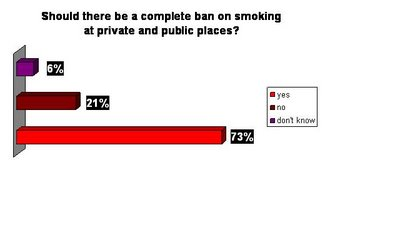 Should there be a complete ban on smoking
at private and public places?
6%
21%
73%
yes
no
don't know